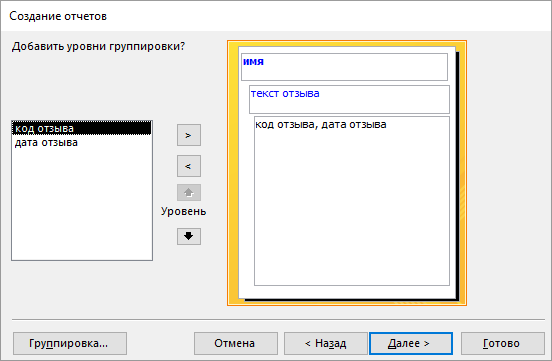 Создание отчетов
Добавить уровни группировки?
имя
текст отзыва
код отзыва, дата отзыва
код отзыва
дата отзыва
>
<
Уровень
Группировка...
Отмена
< Назад
Далее >
Готово